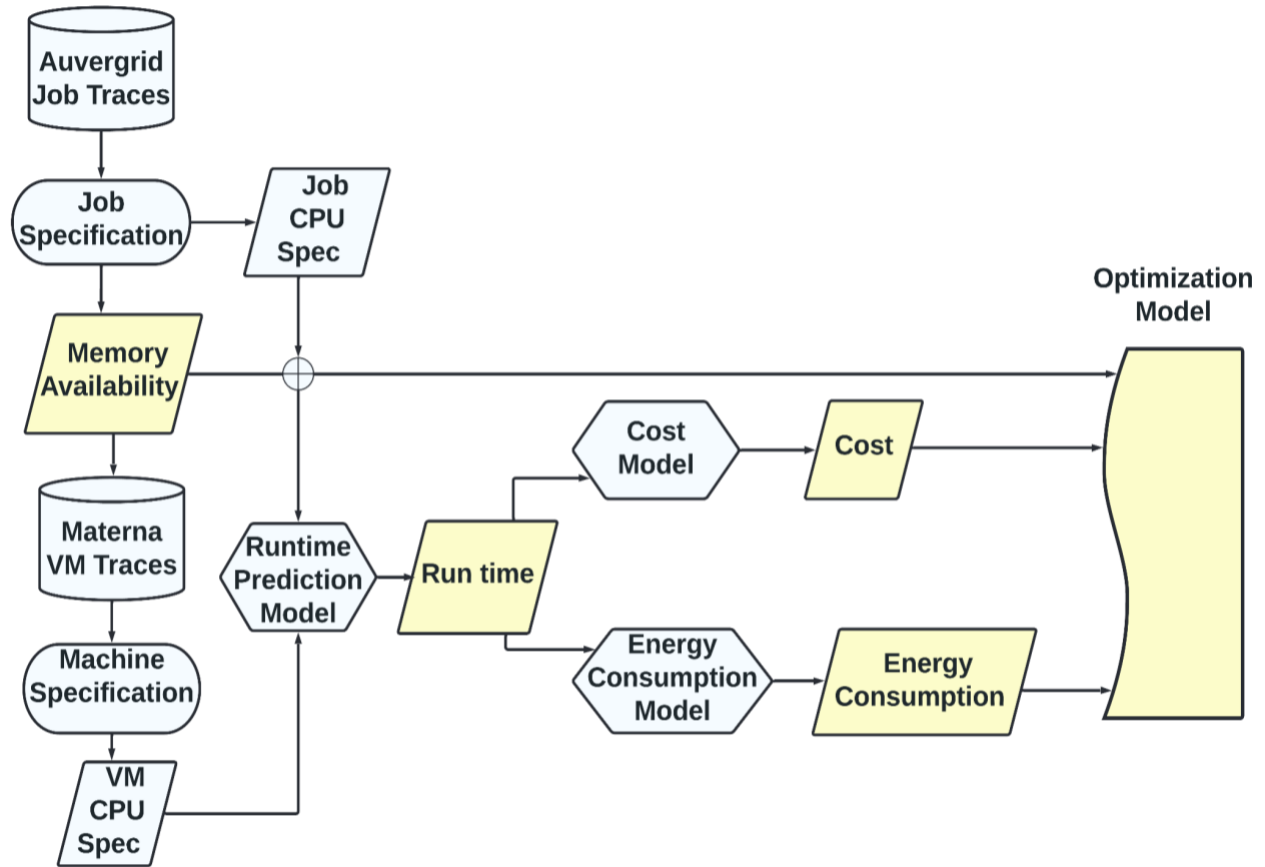 Auvergrid
Job Traces
Job
Specification
Job
CPU
Spec
Memory
Availability
Materna
VM Traces
Machine
Specification
VM
CPU
Spec
Runtime
Prediction
Model
Run time
Cost
Model
Cost
Energy
Consumption
Model
Energy
Consumption
Optimization
Model